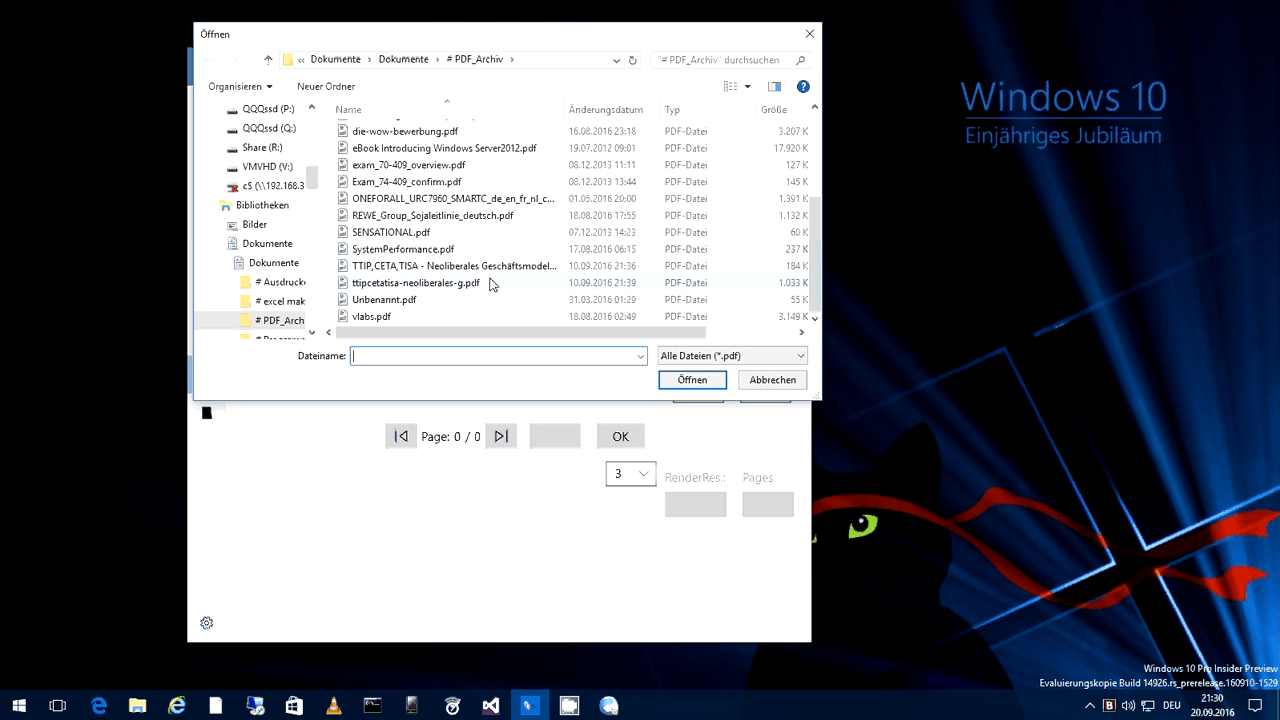 Öffnen
« Dokumente › Dokumente › # PDF_Archiv ›
"# PDF_Archiv" durchsuchen
Organisieren
Neuer Ordner
Name Änderungsdatum Typ Größe
QQQssd (P:)
QQQssd (Q:)
Share (R:)
VMVHD (V:)
c$ (\\192.168.3
Bibliotheken
Bilder
Dokumente
Dokumente
# Ausdrucke
# excel mak
# PDF_Arch
die-wow-bewerbung.pdf 16.08.2016 23:18 PDF-Datei 3.207 K
eBook Introducing Windows Server2012.pdf 19.07.2012 09:01 PDF-Datei 17.920 K
exam_70-409_overview.pdf 08.12.2013 11:11 PDF-Datei 127 K
Exam_74-409_confirm.pdf 08.12.2013 13:44 PDF-Datei 145 K
ONEFORALL_URC7960_SMARTC_de_en_fr_nl_c... 01.05.2016 20:00 PDF-Datei 1.391 K
REWE_Group_Sojaleitlinie_deutsch.pdf 18.08.2016 17:55 PDF-Datei 1.132 K
SENSATIONAL.pdf 07.12.2013 14:23 PDF-Datei 60 K
SystemPerformance.pdf 17.08.2016 06:15 PDF-Datei 237 K
TTIP,CETA,TISA - Neoliberales Geschäftsmodel... 10.09.2016 21:36 PDF-Datei 184 K
ttipcetatisa-neoliberales-g.pdf 10.09.2016 21:39 PDF-Datei 1.033 K
Unbenannt.pdf 31.03.2016 01:29 PDF-Datei 55 K
vlabs.pdf 18.08.2016 02:49 PDF-Datei 3.149 K
Dateiname:
Alle Dateien (*.pdf)
Öffnen
Abbrechen
Page: 0 / 0
OK
3
RenderRes.:
Pages
Windows 10
Einjähriges Jubiläum
Windows 10 Pro Insider Preview
Evaluierungskopie Build 14926.rs_prerelease.160910-1529
DEU
21:30
20.09.2016